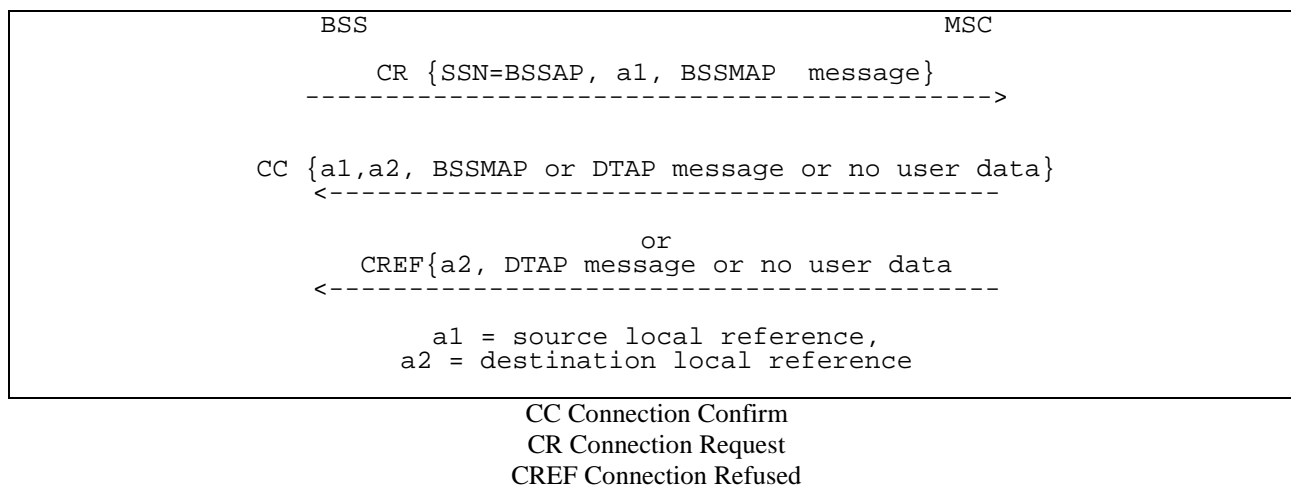 BSS MSC
CR {SSN=BSSAP, a1, BSSMAP message}
-------------------------------------------->
CC {a1,a2, BSSMAP or DTAP message or no user data}
<-------------------------------------------
or
CREF{a2, DTAP message or no user data
<-------------------------------------------
a1 = source local reference,
a2 = destination local reference
CC Connection Confirm
CR Connection Request
CREF Connection Refused